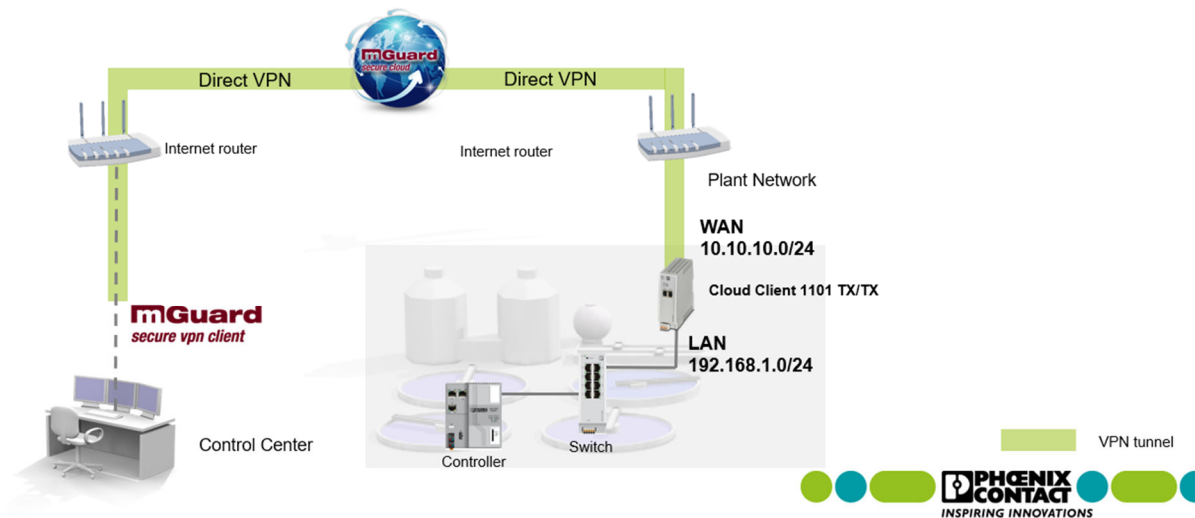 mGuard
secure cloud
Direct VPN
Direct VPN
Internet router
Internet router
Plant Network
WAN
10.10.10.0/24
Cloud Client 1101 TX/TX
mGuard
secure vpn client
LAN
192.168.1.0/24
Control Center
Switch
Controller
VPN tunnel
PHŒNIX
CONTACT
INSPIRING INNOVATIONS